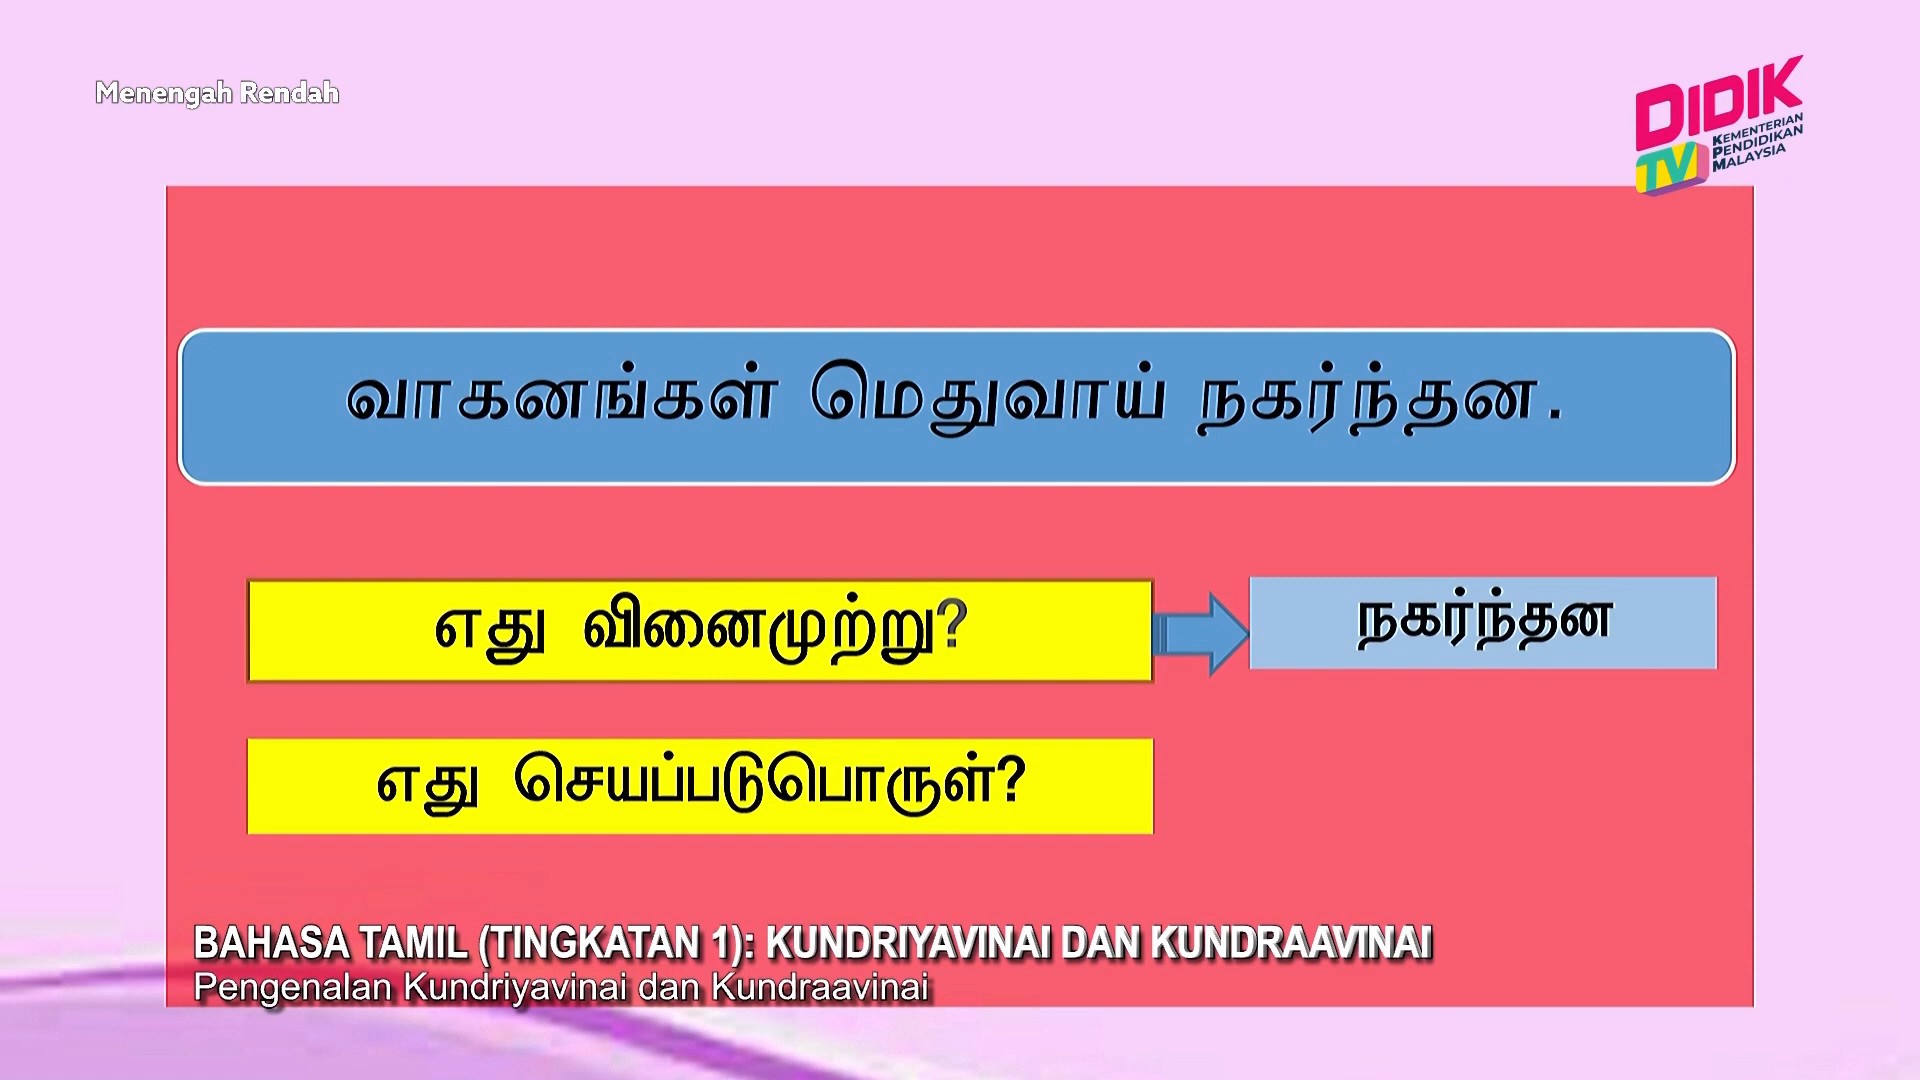 Menengah Rendah
DIDIK
TV
KEMENTERIAN
PENDIDIKAN
MALAYSIA
வாகனங்கள் மெதுவாய் நகர்ந்தன.
எது வினைமுற்று?
நகர்ந்தன
எது செயப்படுபொருள்?
BAHASA TAMIL (TINGKATAN 1): KUNDRIYAVINAI DAN KUNDRAAVINAI
Pengenalan Kundriyavinai dan Kundraavinai